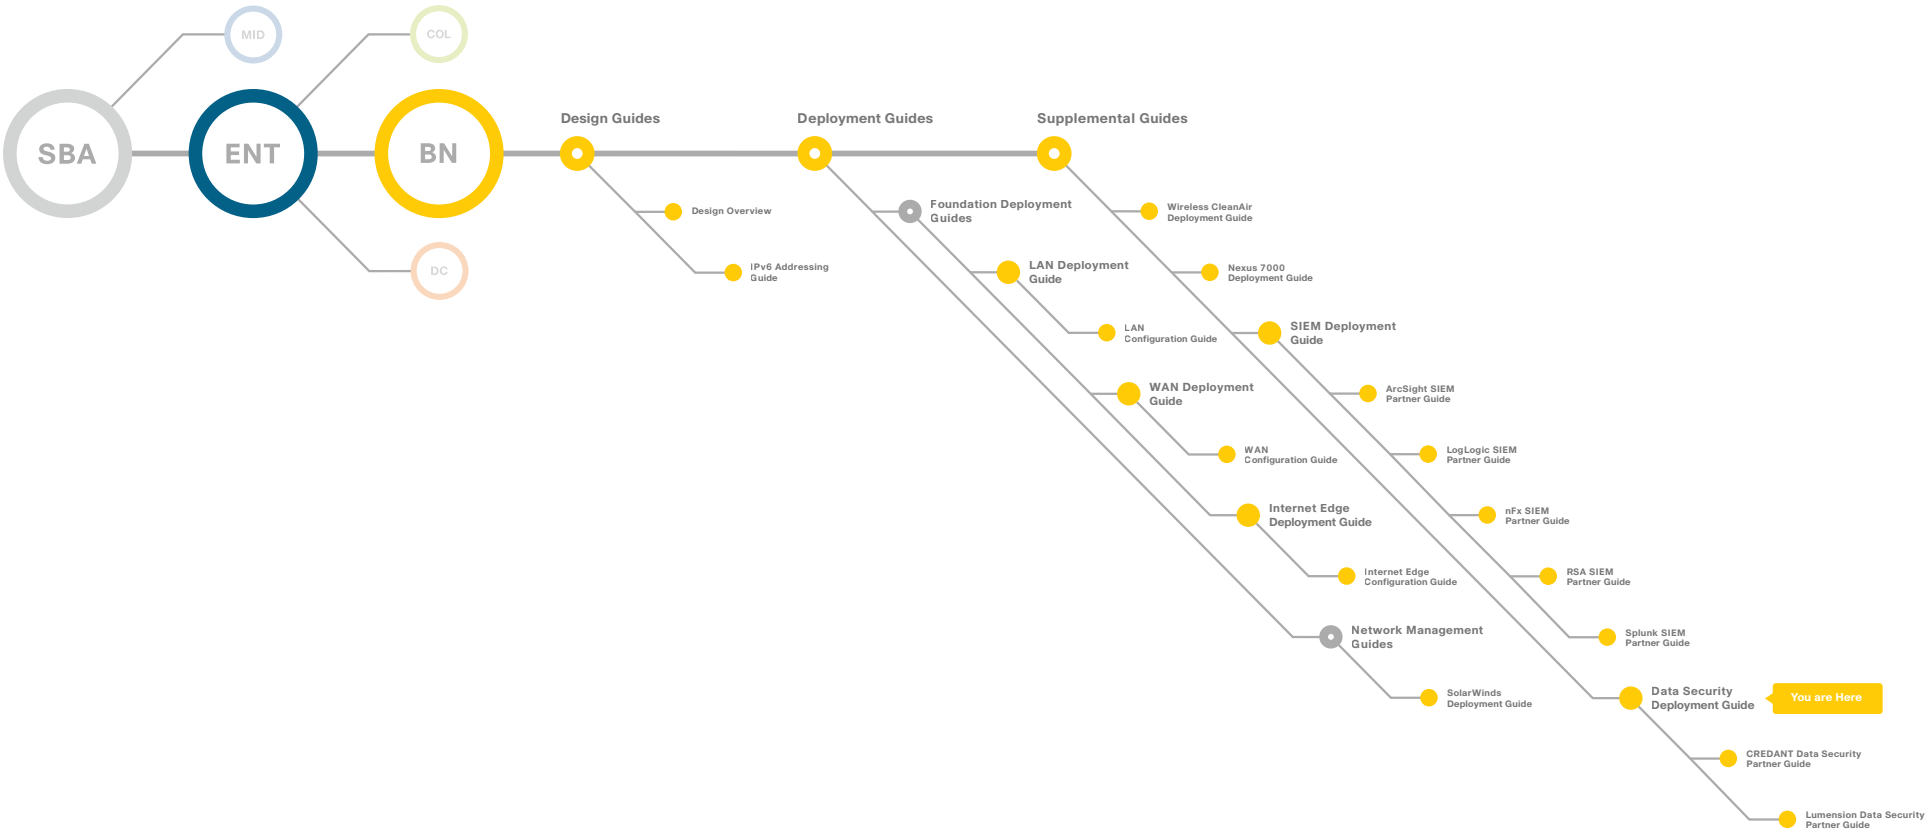 MID
COL
SBA
ENT
BN
DC
Design Guides
Deployment Guides
Supplemental Guides
Design Overview
IPv6 Addressing
Guide
Foundation Deployment
Guides
LAN Deployment
Guide
LAN
Configuration Guide
WAN Deployment
Guide
WAN
Configuration Guide
Internet Edge
Deployment Guide
Internet Edge
Configuration Guide
Network Management
Guides
SolarWinds
Deployment Guide
Wireless CleanAir
Deployment Guide
Nexus 7000
Deployment Guide
SIEM Deployment
Guide
ArcSight SIEM
Partner Guide
LogLogic SIEM
Partner Guide
nFx SIEM
Partner Guide
RSA SIEM
Partner Guide
Splunk SIEM
Partner Guide
Data Security
Deployment Guide
You are Here
CREDANT Data Security
Partner Guide
Lumension Data Security
Partner Guide